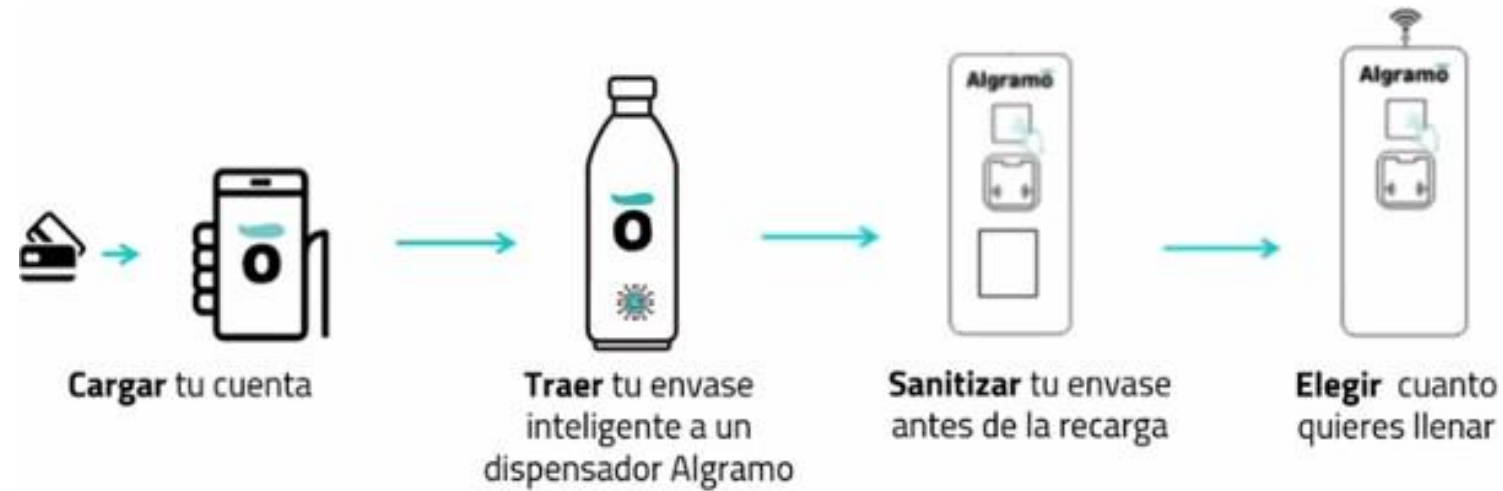 Algramo
Algramo
ō
ō
Cargar tu cuenta
Traer tu envase
inteligente a un
dispensador Algramo
Sanitizar tu envase
antes de la recarga
Elegir cuanto
quieres llenar